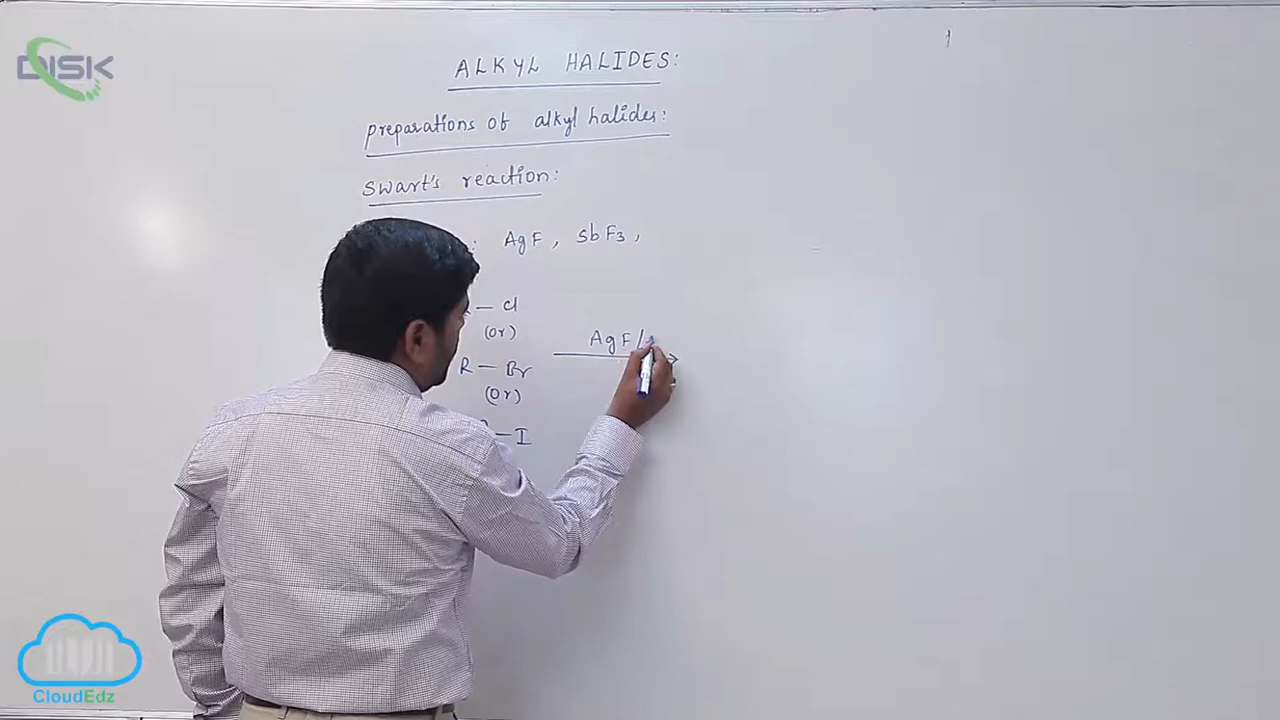 DISK
ALKYL HALIDES:
preparations of alkyl halides:
Swart's reaction:
: AgF, SbF3,
— Cl
(or)
R — Br
(or)
— I
AgF/
CloudEdz